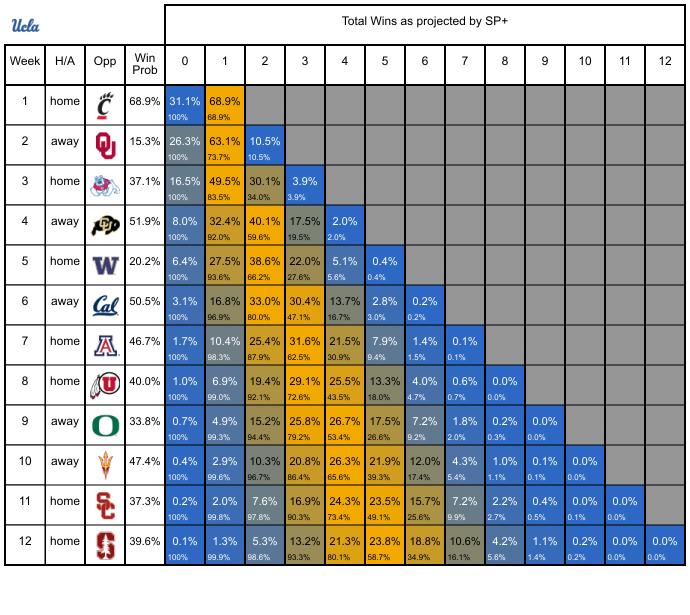 Ucla
Total Wins as projected by SP+
Week H/A Opp Win Prob 0 1 2 3 4 5 6 7 8 9 10 11 12
1 home C 68.9% 31.1% 68.9%
100% 68.9%
2 away OU 15.3% 26.3% 63.1% 10.5%
100% 73.7% 10.5%
3 home 37.1% 16.5% 49.5% 30.1% 3.9%
100% 83.5% 34.0% 3.9%
4 away CU 51.9% 8.0% 32.4% 40.1% 17.5% 2.0%
100% 92.0% 59.6% 19.5% 2.0%
5 home W 20.2% 6.4% 27.5% 38.6% 22.0% 5.1% 0.4%
100% 93.6% 66.2% 27.6% 5.6% 0.4%
6 away Cal 50.5% 3.1% 16.8% 33.0% 30.4% 13.7% 2.8% 0.2%
100% 96.9% 80.0% 47.1% 16.7% 3.0% 0.2%
7 home A 46.7% 1.7% 10.4% 25.4% 31.6% 21.5% 7.9% 1.4% 0.1%
100% 98.3% 87.9% 62.5% 30.9% 9.4% 1.5% 0.1%
8 home U 40.0% 1.0% 6.9% 19.4% 29.1% 25.5% 13.3% 4.0% 0.6% 0.0%
100% 99.0% 92.1% 72.6% 43.5% 18.0% 4.7% 0.7% 0.0%
9 away O 33.8% 0.7% 4.9% 15.2% 25.8% 26.7% 17.5% 7.2% 1.8% 0.2% 0.0%
100% 99.3% 94.4% 79.2% 53.4% 26.6% 9.2% 2.0% 0.3% 0.0%
10 away 47.4% 0.4% 2.9% 10.3% 20.8% 26.3% 21.9% 12.0% 4.3% 1.0% 0.1% 0.0%
100% 99.6% 96.7% 86.4% 65.6% 39.3% 17.4% 5.4% 1.1% 0.1% 0.0%
11 home SC 37.3% 0.2% 2.0% 7.6% 16.9% 24.3% 23.5% 15.7% 7.2% 2.2% 0.4% 0.0% 0.0%
100% 99.8% 97.8% 90.3% 73.4% 49.1% 25.6% 9.9% 2.7% 0.5% 0.1% 0.0%
12 home S 39.6% 0.1% 1.3% 5.3% 13.2% 21.3% 23.8% 18.8% 10.6% 4.2% 1.1% 0.2% 0.0% 0.0%
100% 99.9% 98.6% 93.3% 80.1% 58.7% 34.9% 16.1% 5.6% 1.4% 0.2% 0.0% 0.0%